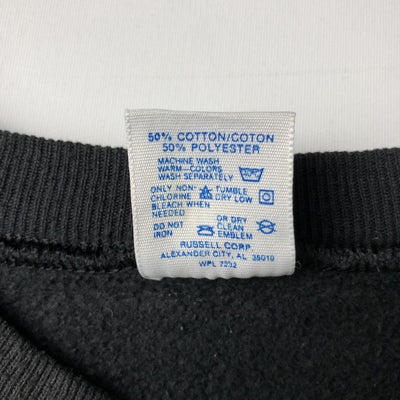 50% COTTON/COTON
50% POLYESTER
MACHINE WASH
WARM-COLORS
WASH SEPARATELY
ONLY NON- TUMBLE
CHLORINE DRY LOW
BLEACH WHEN
NEEDED OR DRY
DO NOT CLEAN
IRON EMBLEM
RUSSELL CORP
ALEXANDER CITY, AL 35010
WPL 7232